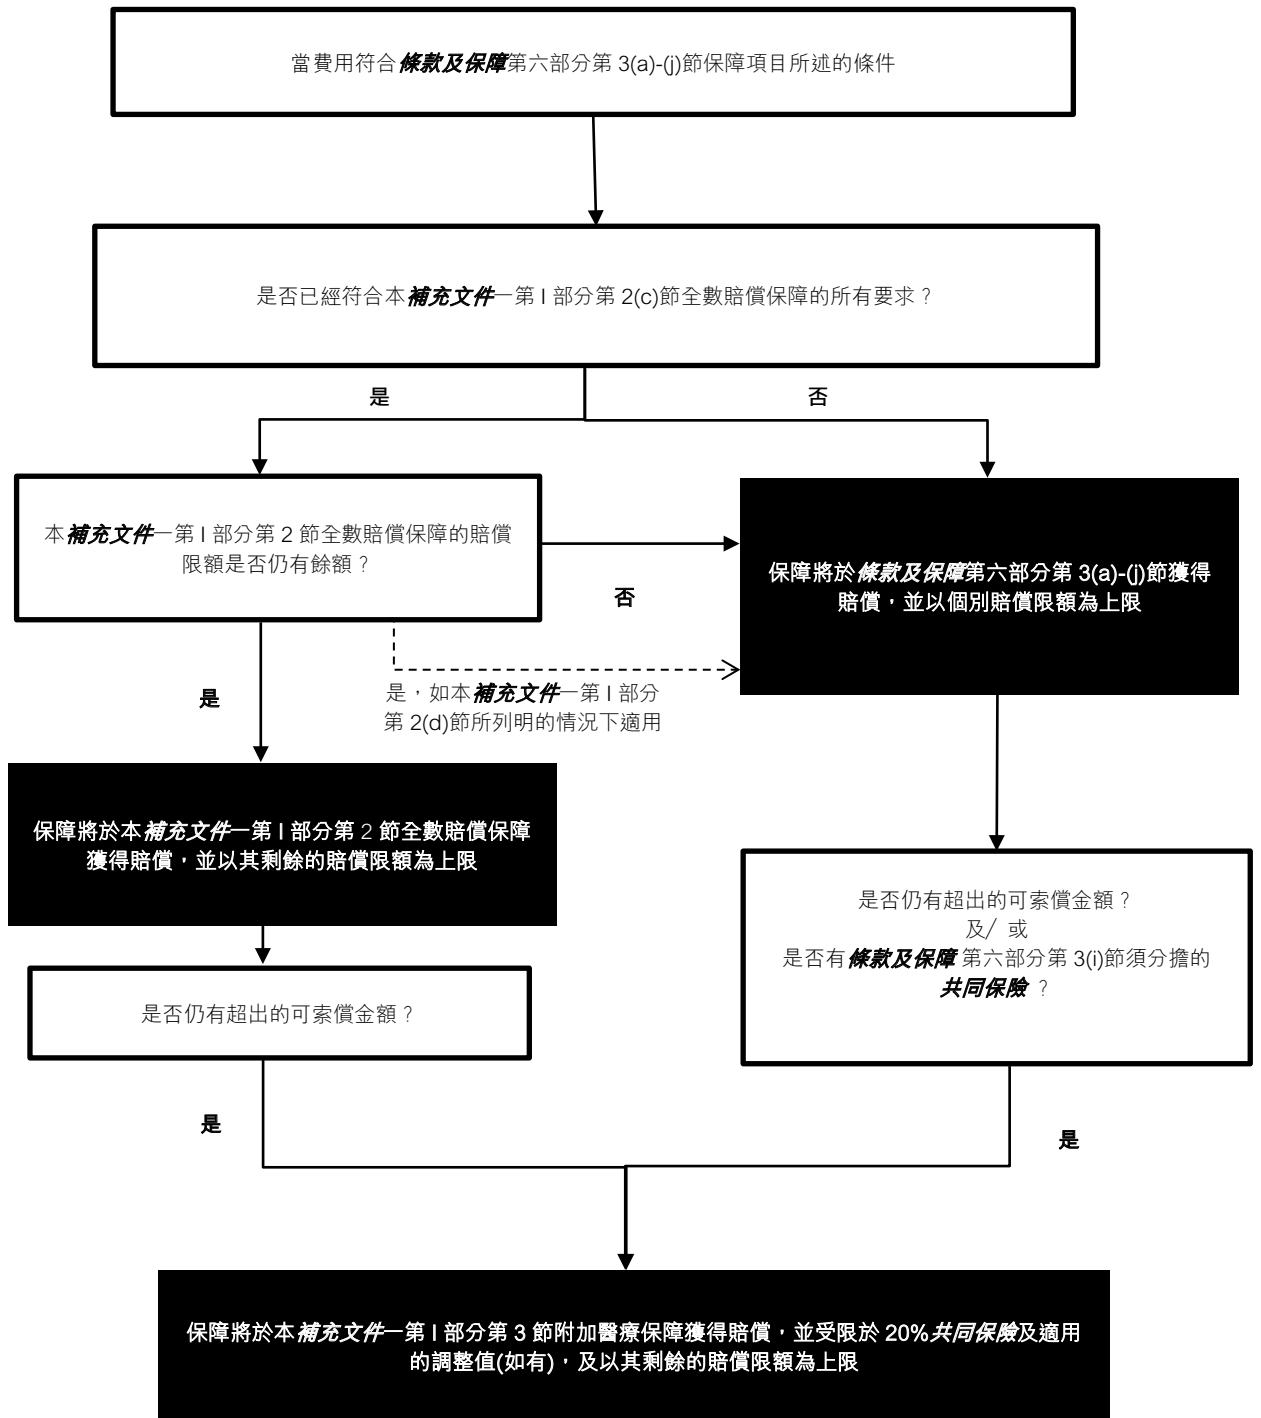 當費用符合條款及保障第六部分第 3(a)-(j)節保障項目所述的條件
是否已經符合本補充文件一第 I 部分第 2(c)節全數賠償保障的所有要求？
是
否
本補充文件一第 I 部分第 2 節全數賠償保障的賠償
限額是否仍有餘額？
否
保障將於條款及保障第六部分第 3(a)-(j)節獲得
賠償，並以個別賠償限額為上限
是
是，如本補充文件一第 I 部分
第 2(d)節所列明的情況下適用
保障將於本補充文件一第 I 部分第 2 節全數賠償保障
獲得賠償，並以其剩餘的賠償限額為上限
是否仍有超出的可索償金額？
及/ 或
是否有條款及保障 第六部分第 3(i)節須分擔的
共同保險 ？
是否仍有超出的可索償金額？
是
是
保障將於本補充文件一第 I 部分第 3 節附加醫療保障獲得賠償，並受限於 20%共同保險及適用
的調整值(如有)，及以其剩餘的賠償限額為上限